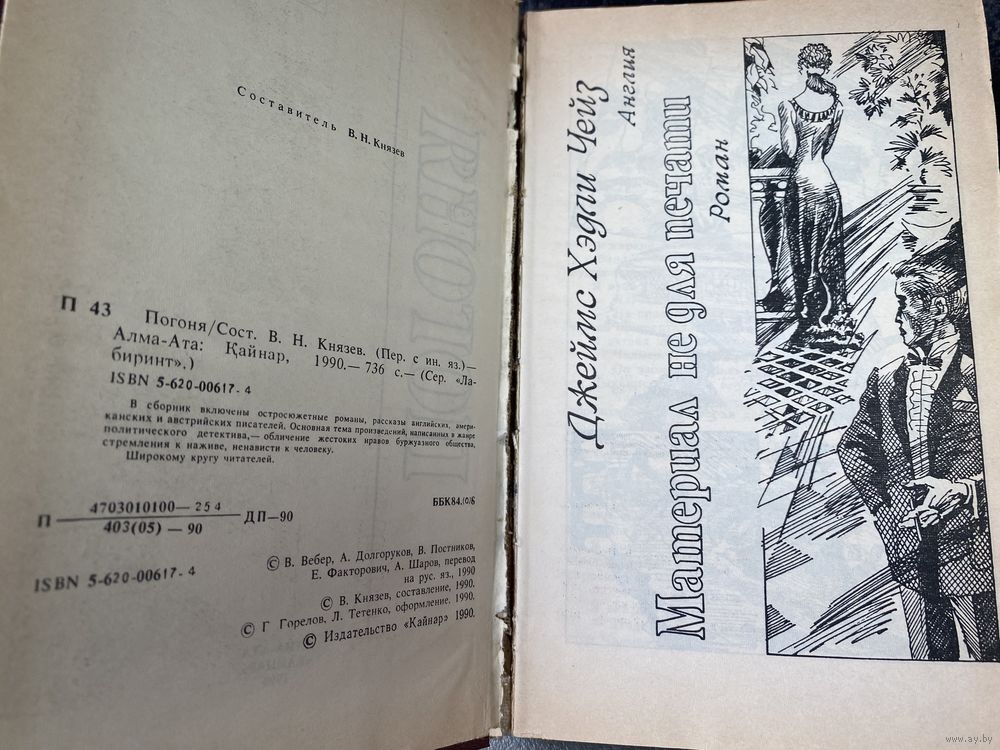 Составитель В. Н. Князев
П 43
Погоня/Сост. В. Н. Князев. (Пер. с ин. яз.)—
Алма-Ата: Қайнар, 1990.— 736 с.— (Сер. «Ла-
биринт».)
ISBN 5-620-00617-4
В сборник включены остросюжетные романы, рассказы английских, амери-
канских и австрийских писателей. Основная тема произведений, написанных в жанре
политического детектива,— обличение жестоких нравов буржуазного общества,
стремления к наживе, ненависти к человеку.
Широкому кругу читателей.
П 4703010100—254
403(05)—90 ДП—90
ББК84.(0)6
ISBN 5-620-00617-4
© В. Вебер, А. Долгоруков, В. Постников,
Е. Факторович, А. Шаров, перевод
на рус. яз., 1990
© В. Князев, составление, 1990.
© Г Горелов, Л. Тетенко, оформление, 1990.
© Издательство «Қайнар» 1990.
Джеймс Хэдли Чейз
Англия
Материал не для печати
Роман
www.ay.by